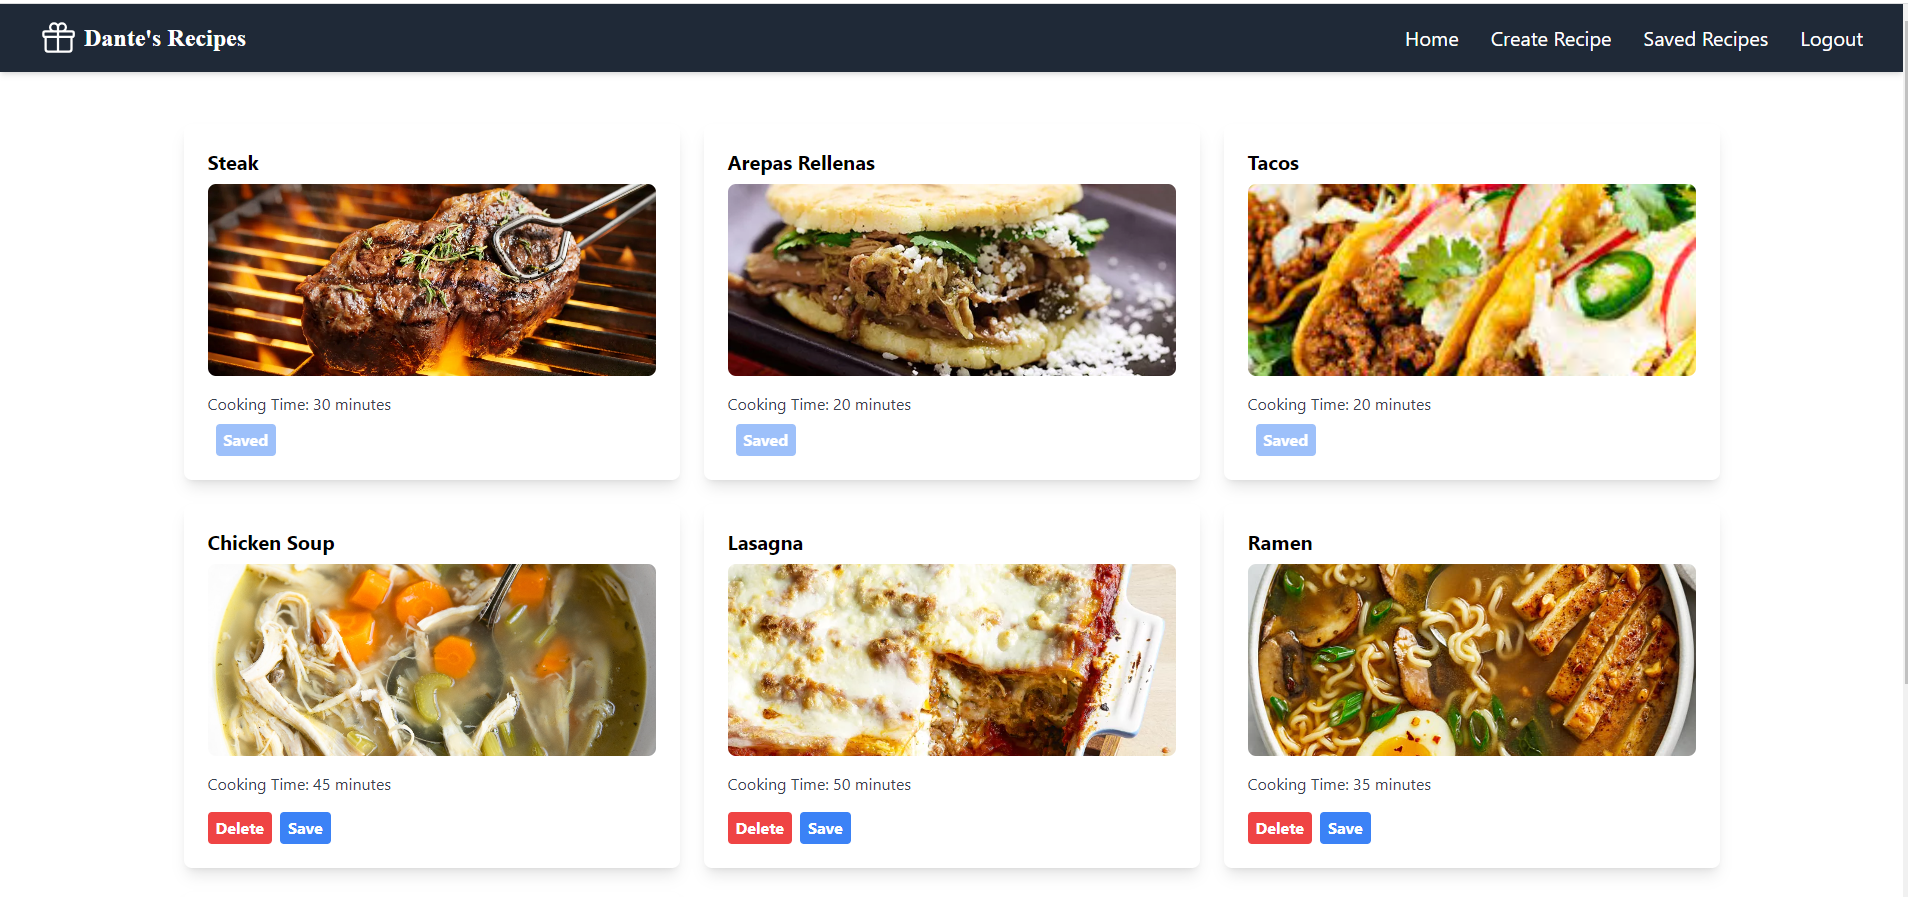 Dante's Recipes
Home Create Recipe Saved Recipes Logout
Steak
Cooking Time: 30 minutes
Saved
Arepas Rellenas
Cooking Time: 20 minutes
Saved
Tacos
Cooking Time: 20 minutes
Saved
Chicken Soup
Cooking Time: 45 minutes
Delete Save
Lasagna
Cooking Time: 50 minutes
Delete Save
Ramen
Cooking Time: 35 minutes
Delete Save